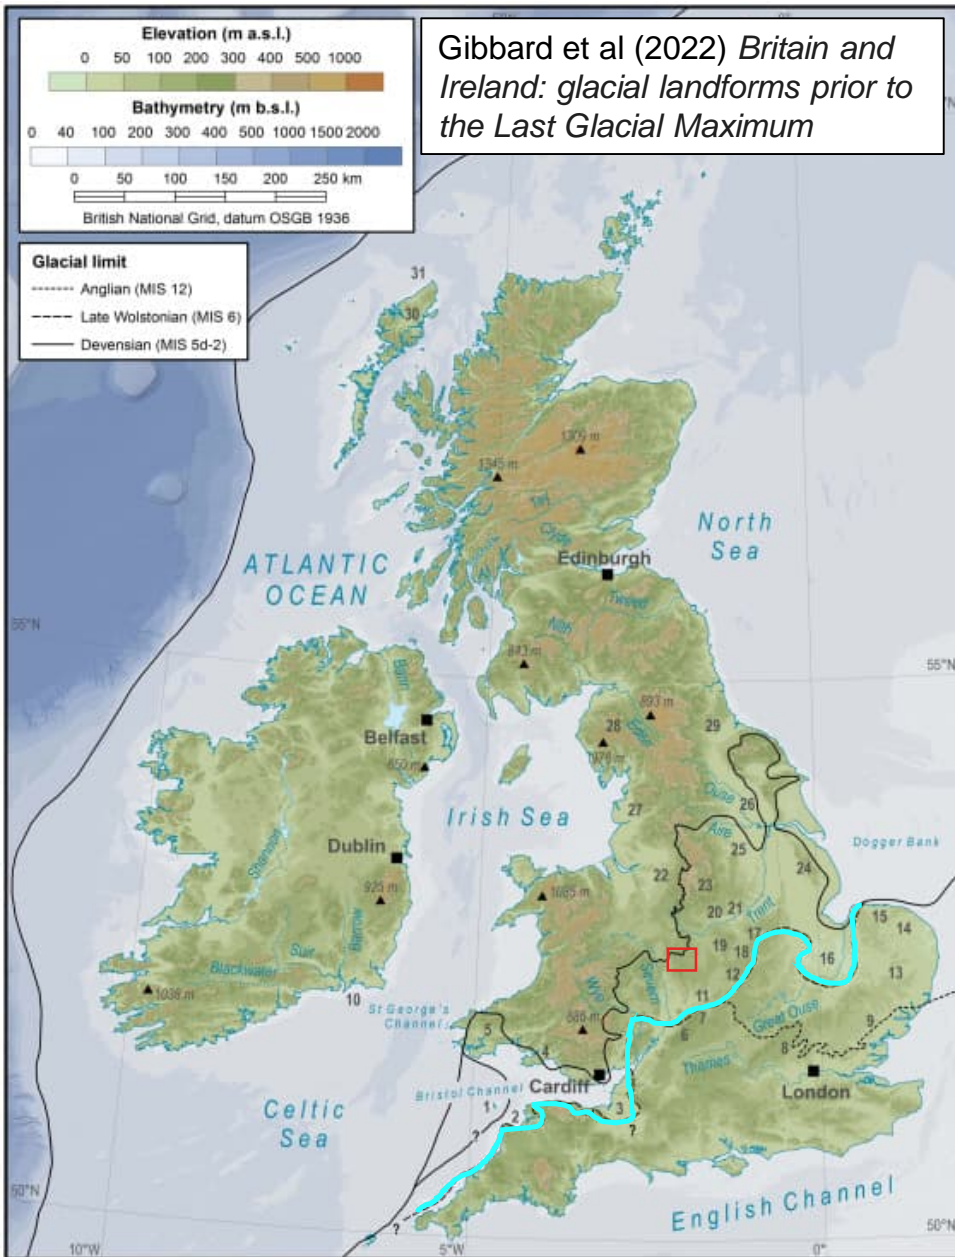 Gibbard et al (2022) Britain and
Ireland: glacial landforms prior to
the Last Glacial Maximum
Elevation (m a.s.l.)
0 50 100 200 300 400 500 1000
Bathymetry (m b.s.l.)
0 40 100 200 300 400 500 1000 1500 2000
0 50 100 150 200 250 km
British National Grid, datum OSGB 1936
Glacial limit
Anglian (MIS 12)
Late Wolstonian (MIS 6)
Devensian (MIS 5d-2)
31
30
1309 m
1345 m
Tay
North
Sea
Clyde
Edinburgh
ATLANTIC
OCEAN
Tweed
Nith
55°N
843 m
55°N
Bann
893 m
28
Eden
29
Belfast
978 m
850 m
Ouse
26
Irish Sea
27
Aire
Dogger Bank
Dublin
25
24
Shannon
22
23
925 m
1085 m
20
21
Trent
15
14
Barrow
17
19
18
16
Suir
12
13
Blackwater
Wye
Severn
1038 m
10
11
St George's
Channel
7
Great Ouse
9
5
886 m
6
8
4
Thames
Cardiff
London
Bristol Channel
1
2
3
Celtic
Sea
?
?
50°N
English Channel
?
50°N
10°W
5°W
0°